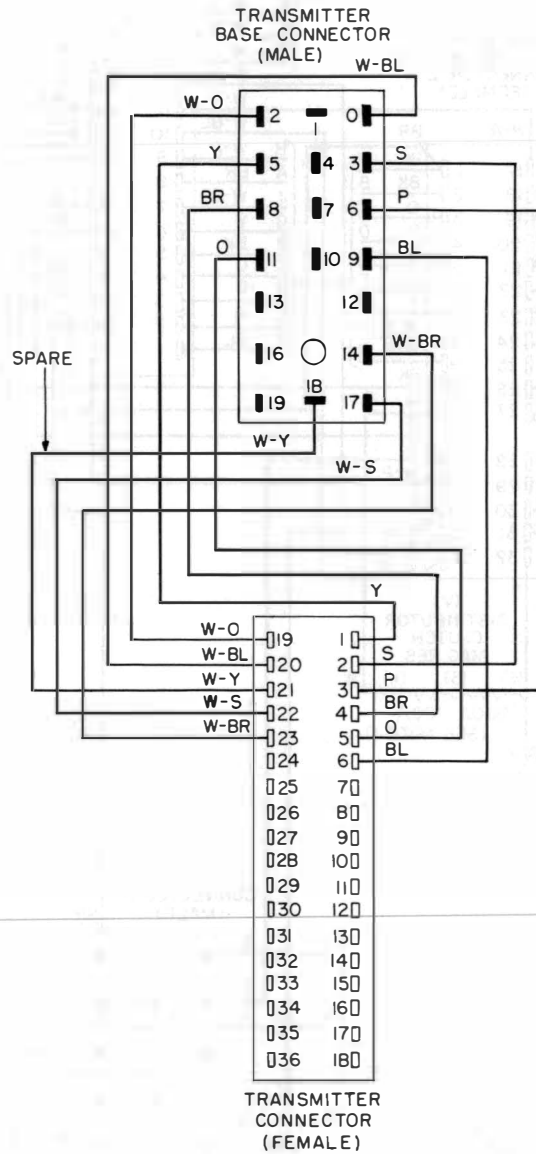 TRANSMITTER
BASE CONNECTOR
(MALE)
W-BL
W-O 2 1 0
Y 5 4 3 S
BR 8 7 6 P
O 11 10 9 BL
13 12
16 14 W-BR
SPARE
19 18 17
W-Y
W-S
Y
W-O 19 1
W-BL 20 2 S
W-Y 21 3 P
W-S 22 4 BR
W-BR 23 5 O
24 6 BL
25 7
26 8
27 9
28 10
29 11
30 12
31 13
32 14
33 15
34 16
35 17
36 18
TRANSMITTER
CONNECTOR
(FEMALE)